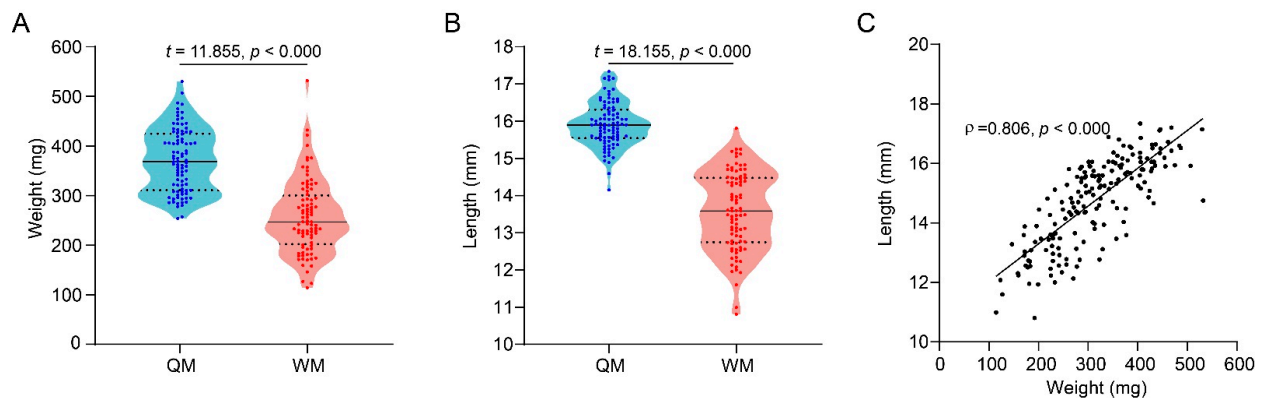 A
600
500
400
300
200
100
0
Weight (mg)
t = 11.855, p < 0.000
QM
WM
B
18
17
16
15
14
13
12
11
10
Length (mm)
t = 18.155, p < 0.000
QM
WM
C
20
18
16
14
12
10
Length (mm)
ρ =0.806, p < 0.000
0
100
200
300
400
500
600
Weight (mg)